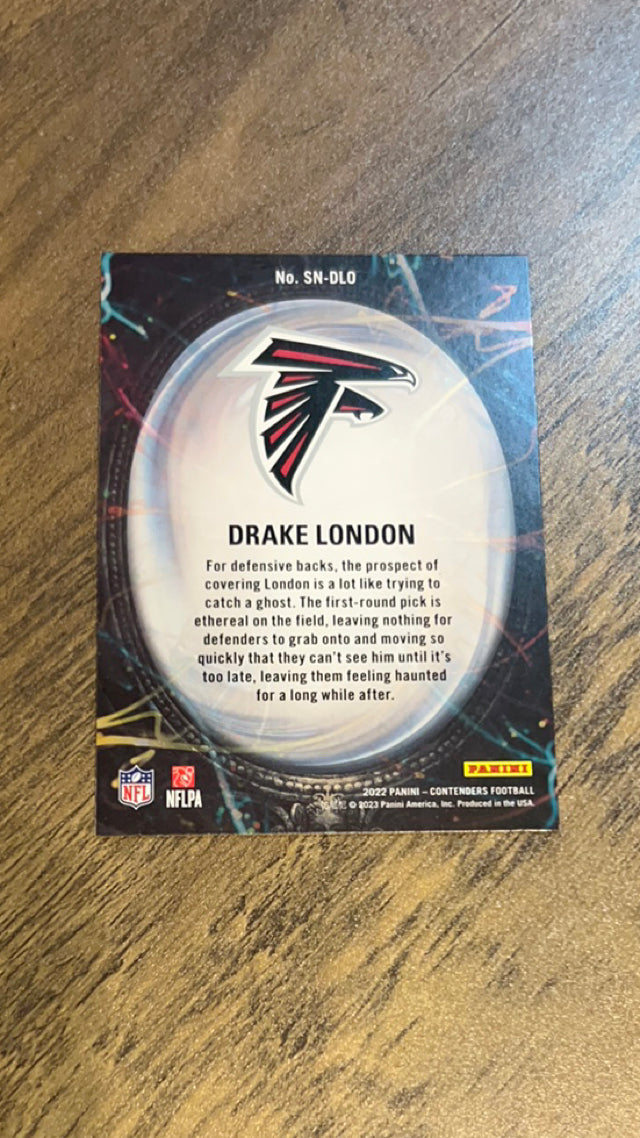 No. SN-DLO
DRAKE LONDON
For defensive backs, the prospect of
covering London is a lot like trying to
catch a ghost. The first-round pick is
ethereal on the field, leaving nothing for
defenders to grab onto and moving so
quickly that they can't see him until it's
too late, leaving them feeling haunted
for a long while after.
PANINI
NFL
NFLPA
2022 PANINI – CONTENDERS FOOTBALL
© 2023 Panini America, Inc. Produced in the USA.